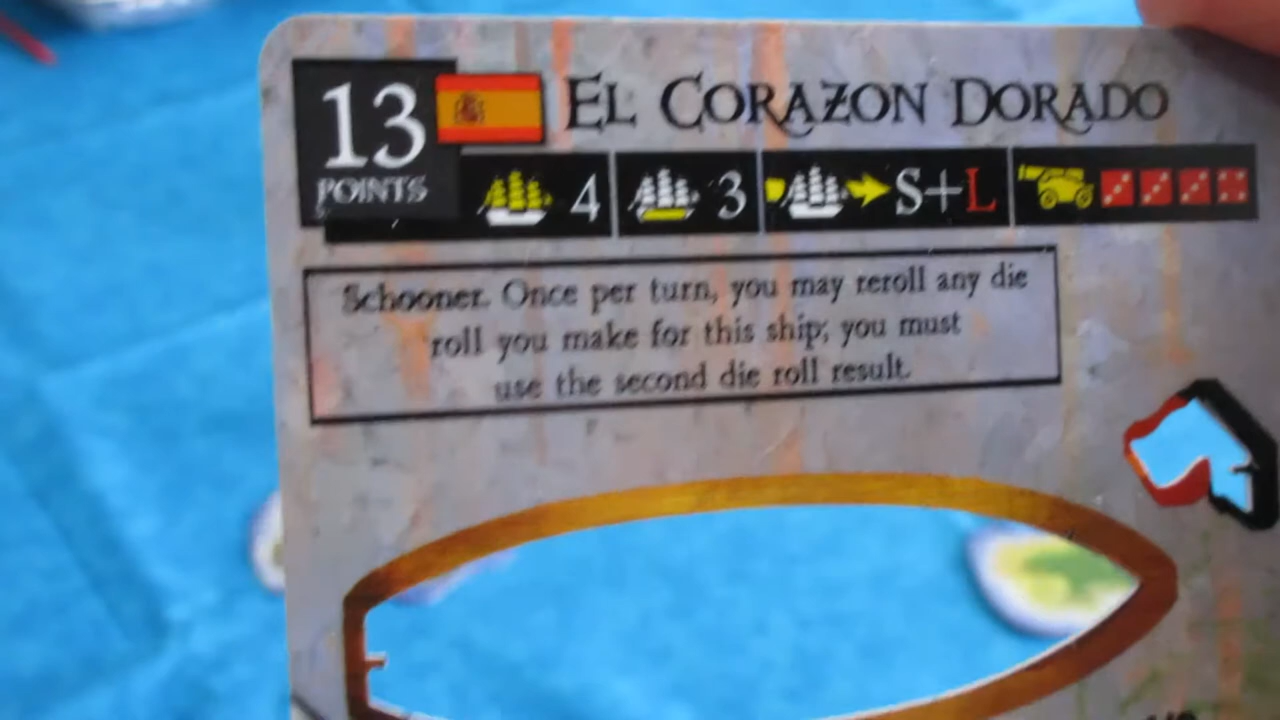 13
POINTS
EL CORAZON DORADO
4 3 S+L
Schooner. Once per turn, you may reroll any die
roll you make for this ship; you must
use the second die roll result.